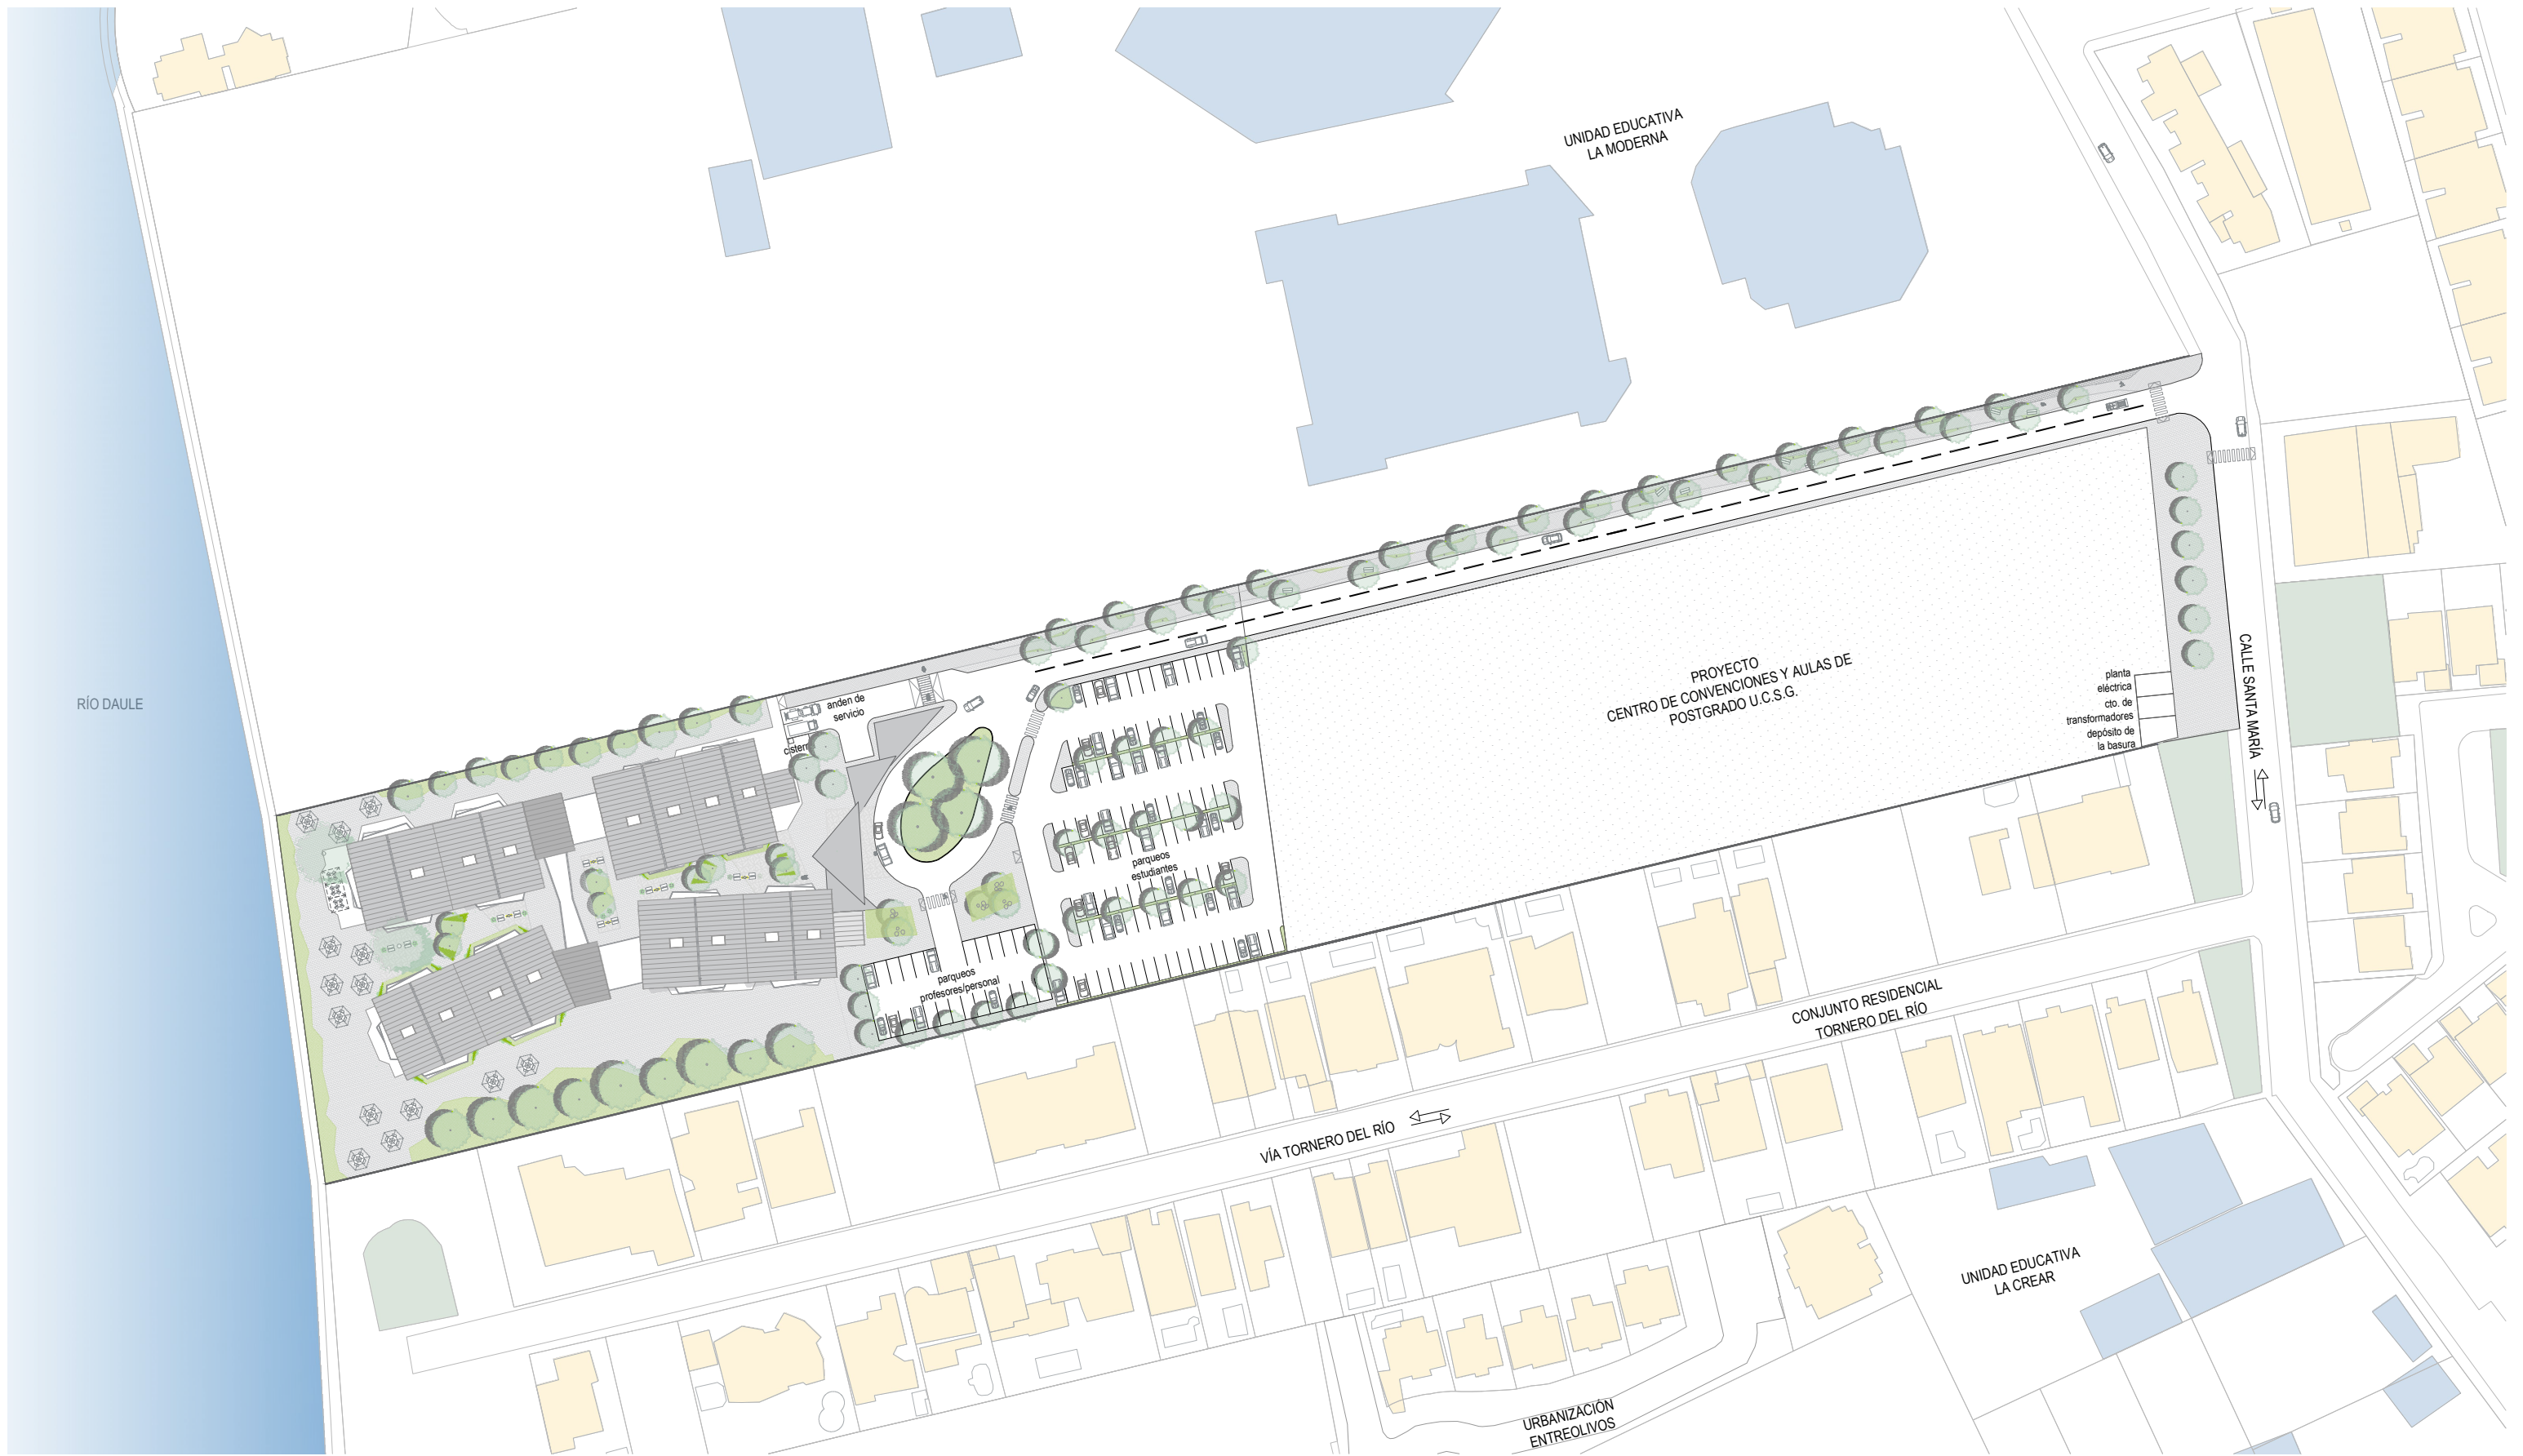 UNIDAD EDUCATIVA
LA MODERNA
RÍO DAULE
anden de
servicio
PROYECTO
CENTRO DE CONVENCIONES Y AULAS DE
POSTGRADO U.C.S.G.
planta
eléctrica
cto. de
transformadores
depósito de
la basura
CALLE SANTA MARÍA
parqueos
estudiantes
parqueos
profesores/personal
CONJUNTO RESIDENCIAL
TORNERO DEL RÍO
VÍA TORNERO DEL RÍO
UNIDAD EDUCATIVA
LA CREAR
URBANIZACIÓN
ENTREOLIVOS